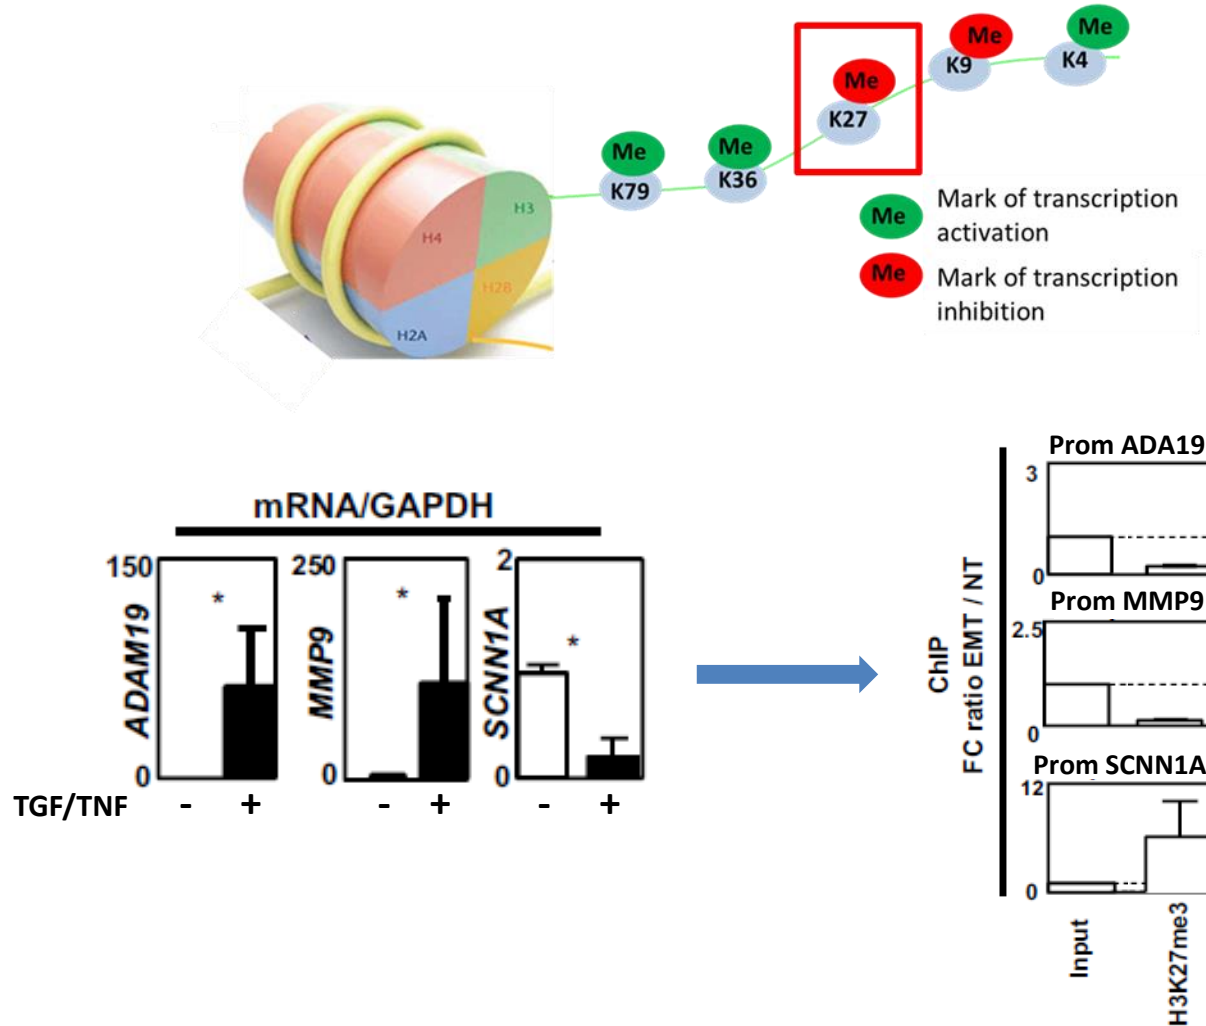 Me
Me
Me
K9
K4
K27
Me
Me
K79
K36
H3
H4
H2B
H2A
Me
Mark of transcription
activation
Me
Mark of transcription
inhibition
mRNA/GAPDH
150
0
ADAM19
*
250
0
MMP9
*
2
0
SCNN1A
*
TGF/TNF - + - + - +
ChIP
FC ratio EMT / NT
Prom ADA19
3
0
Prom MMP9
2.5
0
Prom SCNN1A
12
0
Input
H3K27me3